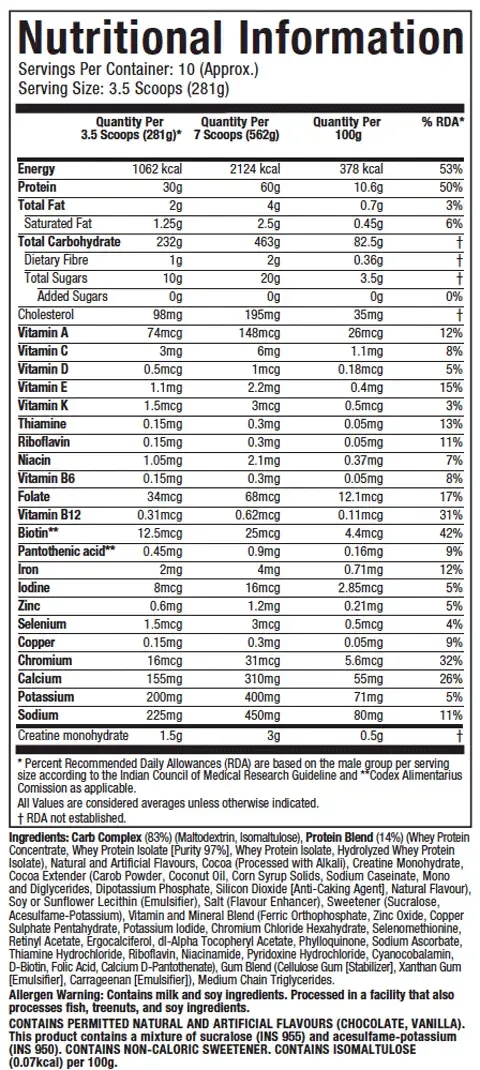 Nutritional Information
Servings Per Container: 10 (Approx.)
Serving Size: 3.5 Scoops (281g)
Quantity Per 3.5 Scoops (281g)* Quantity Per 7 Scoops (562g) Quantity Per 100g % RDA*
Energy 1062 kcal 2124 kcal 378 kcal 53%
Protein 30g 60g 10.6g 50%
Total Fat 2g 4g 0.7g 3%
Saturated Fat 1.25g 2.5g 0.45g 6%
Total Carbohydrate 232g 463g 82.5g †
Dietary Fibre 1g 2g 0.36g †
Total Sugars 10g 20g 3.5g †
Added Sugars 0g 0g 0g 0%
Cholesterol 98mg 195mg 35mg †
Vitamin A 74mcg 148mcg 26mcg 12%
Vitamin C 3mg 6mg 1.1mg 8%
Vitamin D 0.5mcg 1mcg 0.18mcg 5%
Vitamin E 1.1mg 2.2mg 0.4mg 15%
Vitamin K 1.5mcg 3mcg 0.5mcg 3%
Thiamine 0.15mg 0.3mg 0.05mg 13%
Riboflavin 0.15mg 0.3mg 0.05mg 11%
Niacin 1.05mg 2.1mg 0.37mg 7%
Vitamin B6 0.15mg 0.3mg 0.05mg 8%
Folate 34mcg 68mcg 12.1mcg 17%
Vitamin B12 0.31mcg 0.62mcg 0.11mcg 31%
Biotin** 12.5mcg 25mcg 4.4mcg 42%
Pantothenic acid** 0.45mg 0.9mg 0.16mg 9%
Iron 2mg 4mg 0.71mg 12%
Iodine 8mcg 16mcg 2.85mcg 5%
Zinc 0.6mg 1.2mg 0.21mg 5%
Selenium 1.5mcg 3mcg 0.5mcg 4%
Copper 0.15mg 0.3mg 0.05mg 9%
Chromium 16mcg 31mcg 5.6mcg 32%
Calcium 155mg 310mg 55mg 26%
Potassium 200mg 400mg 71mg 5%
Sodium 225mg 450mg 80mg 11%
Creatine monohydrate 1.5g 3g 0.5g †
* Percent Recommended Daily Allowances (RDA) are based on the male group per serving
size according to the Indian Council of Medical Research Guideline and **Codex Alimentarius
Comission as applicable.
All Values are considered averages unless otherwise indicated.
† RDA not established.
Ingredients: Carb Complex (83%) (Maltodextrin, Isomaltulose), Protein Blend (14%) (Whey Protein
Concentrate, Whey Protein Isolate [Purity 97%], Whey Protein Isolate, Hydrolyzed Whey Protein
Isolate), Natural and Artificial Flavours, Cocoa (Processed with Alkali), Creatine Monohydrate,
Cocoa Extender (Carob Powder, Coconut Oil, Corn Syrup Solids, Sodium Caseinate, Mono
and Diglycerides, Dipotassium Phosphate, Silicon Dioxide [Anti-Caking Agent], Natural Flavour),
Soy or Sunflower Lecithin (Emulsifier), Salt (Flavour Enhancer), Sweetener (Sucralose,
Acesulfame-Potassium), Vitamin and Mineral Blend (Ferric Orthophosphate, Zinc Oxide, Copper
Sulphate Pentahydrate, Potassium Iodide, Chromium Chloride Hexahydrate, Selenomethionine,
Retinyl Acetate, Ergocalciferol, dl-Alpha Tocopheryl Acetate, Phylloquinone, Sodium Ascorbate,
Thiamine Hydrochloride, Riboflavin, Niacinamide, Pyridoxine Hydrochloride, Cyanocobalamin,
D-Biotin, Folic Acid, Calcium D-Pantothenate), Gum Blend (Cellulose Gum [Stabilizer], Xanthan Gum
[Emulsifier], Carrageenan [Emulsifier]), Medium Chain Triglycerides.
Allergen Warning: Contains milk and soy ingredients. Processed in a facility that also
processes fish, treenuts, and soy ingredients.
CONTAINS PERMITTED NATURAL AND ARTIFICIAL FLAVOURS (CHOCOLATE, VANILLA).
This product contains a mixture of sucralose (INS 955) and acesulfame-potassium
(INS 950). CONTAINS NON-CALORIC SWEETENER. CONTAINS ISOMALTULOSE
(0.07kcal) per 100g.